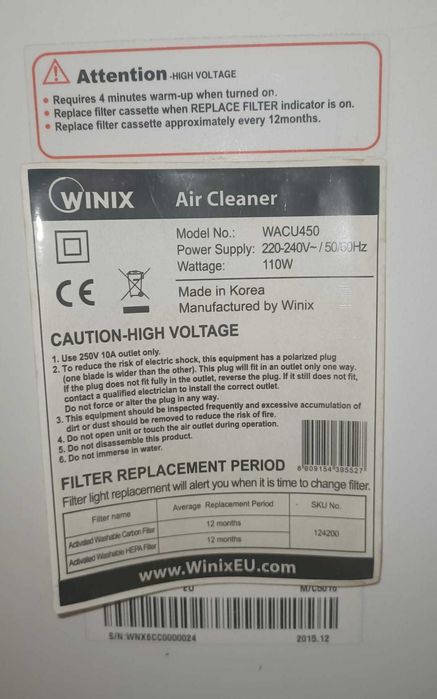 Attention -HIGH VOLTAGE
• Requires 4 minutes warm-up when turned on.
• Replace filter cassette when REPLACE FILTER indicator is on.
• Replace filter cassette approximately every 12months.
WINIX Air Cleaner
Model No.: WACU450
Power Supply: 220-240V~ / 50/60Hz
Wattage: 110W
CE
Made in Korea
Manufactured by Winix
CAUTION-HIGH VOLTAGE
1. Use 250V 10A outlet only.
2. To reduce the risk of electric shock, this equipment has a polarized plug
(one blade is wider than the other). This plug will fit in an outlet only one way.
If the plug does not fit fully in the outlet, reverse the plug. If it still does not fit,
contact a qualified electrician to install the correct outlet.
Do not force or alter the plug in any way.
3. This equipment should be inspected frequently and excessive accumulation of
dirt or dust should be removed to reduce the risk of fire.
4. Do not open unit or touch the air outlet during operation.
5. Do not disassemble this product.
6. Do not immerse in water.
8 809154 395527
FILTER REPLACEMENT PERIOD
Filter light replacement will alert you when it is time to change filter.
Filter name Average Replacement Period - SKU No.
Activated Washable Carbon Filter 12 months 124200
Activated Washable HEPA Filter 12 months
www.WinixEU.com
EU
S/N:WNX6CC0000024 2015.12